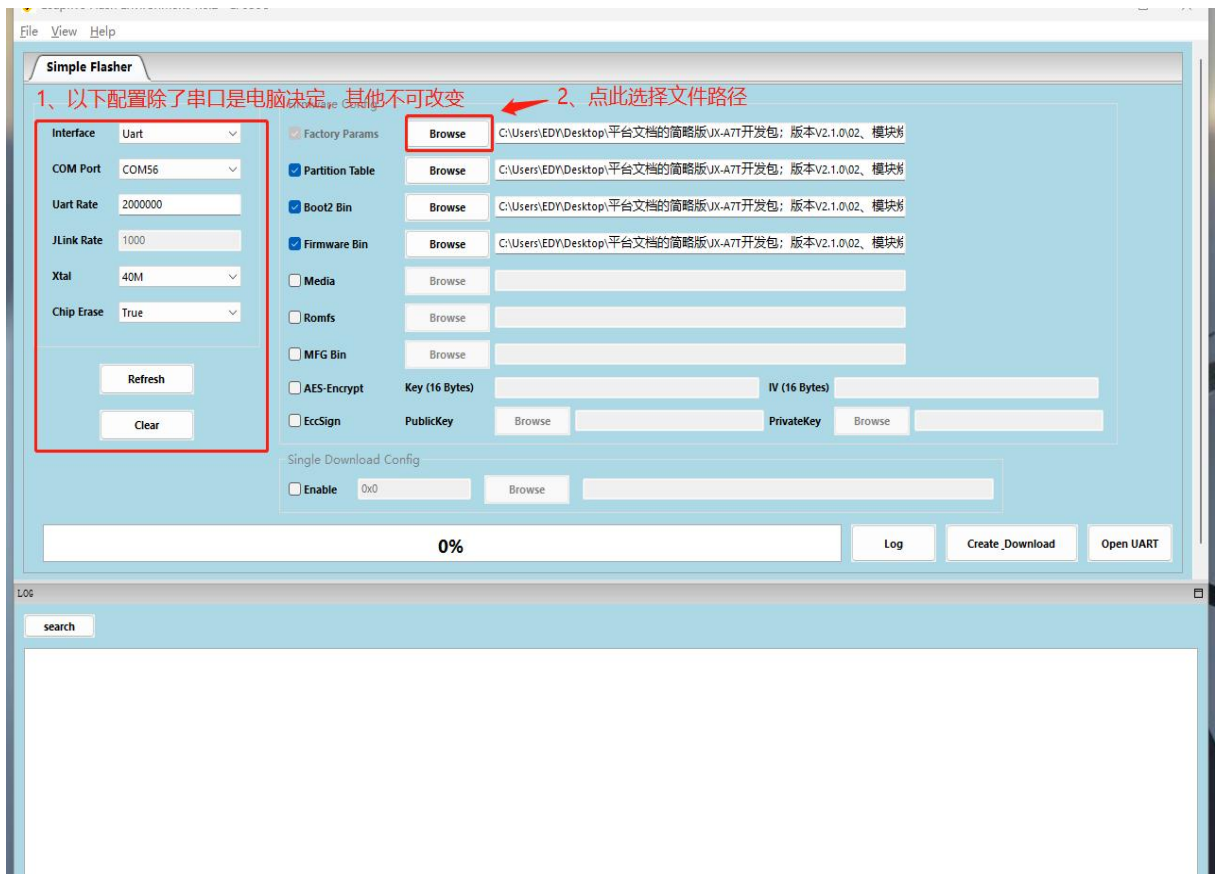 File View Help
Simple Flasher
1、以下配置除了串口是电脑决定，其他不可改变
2、点此选择文件路径
Interface Uart
COM Port COM56
Uart Rate 2000000
JLink Rate 1000
Xtal 40M
Chip Erase True
Refresh
Clear
Firmware Config
Factory Params Browse C:\Users\EDY\Desktop\平台文档的简略版\JX-A7T开发包；版本V2.1.0\02、模块
Partition Table Browse C:\Users\EDY\Desktop\平台文档的简略版\JX-A7T开发包；版本V2.1.0\02、模块
Boot2 Bin Browse C:\Users\EDY\Desktop\平台文档的简略版\JX-A7T开发包；版本V2.1.0\02、模块
Firmware Bin Browse C:\Users\EDY\Desktop\平台文档的简略版\JX-A7T开发包；版本V2.1.0\02、模块
Media Browse
Romfs Browse
MFG Bin Browse
AES-Encrypt Key (16 Bytes) IV (16 Bytes)
EccSign PublicKey Browse PrivateKey Browse
Single Download Config
Enable 0x0 Browse
0% Log Create_Download Open UART
LOG
search